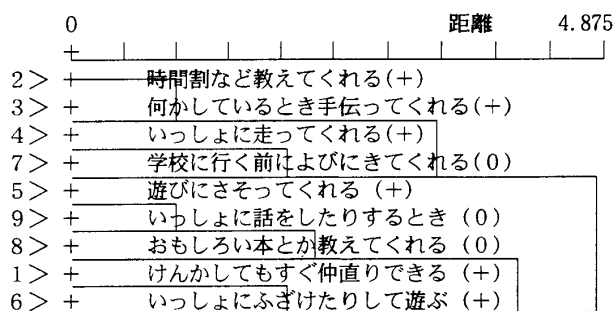 0 距離 4.875
2> 時間割など教えてくれる(+)
3> 何かしているとき手伝ってくれる(+)
4> いっしょに走ってくれる(+)
7> 学校に行く前によびにきてくれる(0)
5> 遊びにさそってくれる (+)
9> いっしょに話をしたりするとき (0)
8> おもしろい本とか教えてくれる (0)
1> けんかしてもすぐ仲直りできる (+)
6> いっしょにふざけたりして遊ぶ (+)